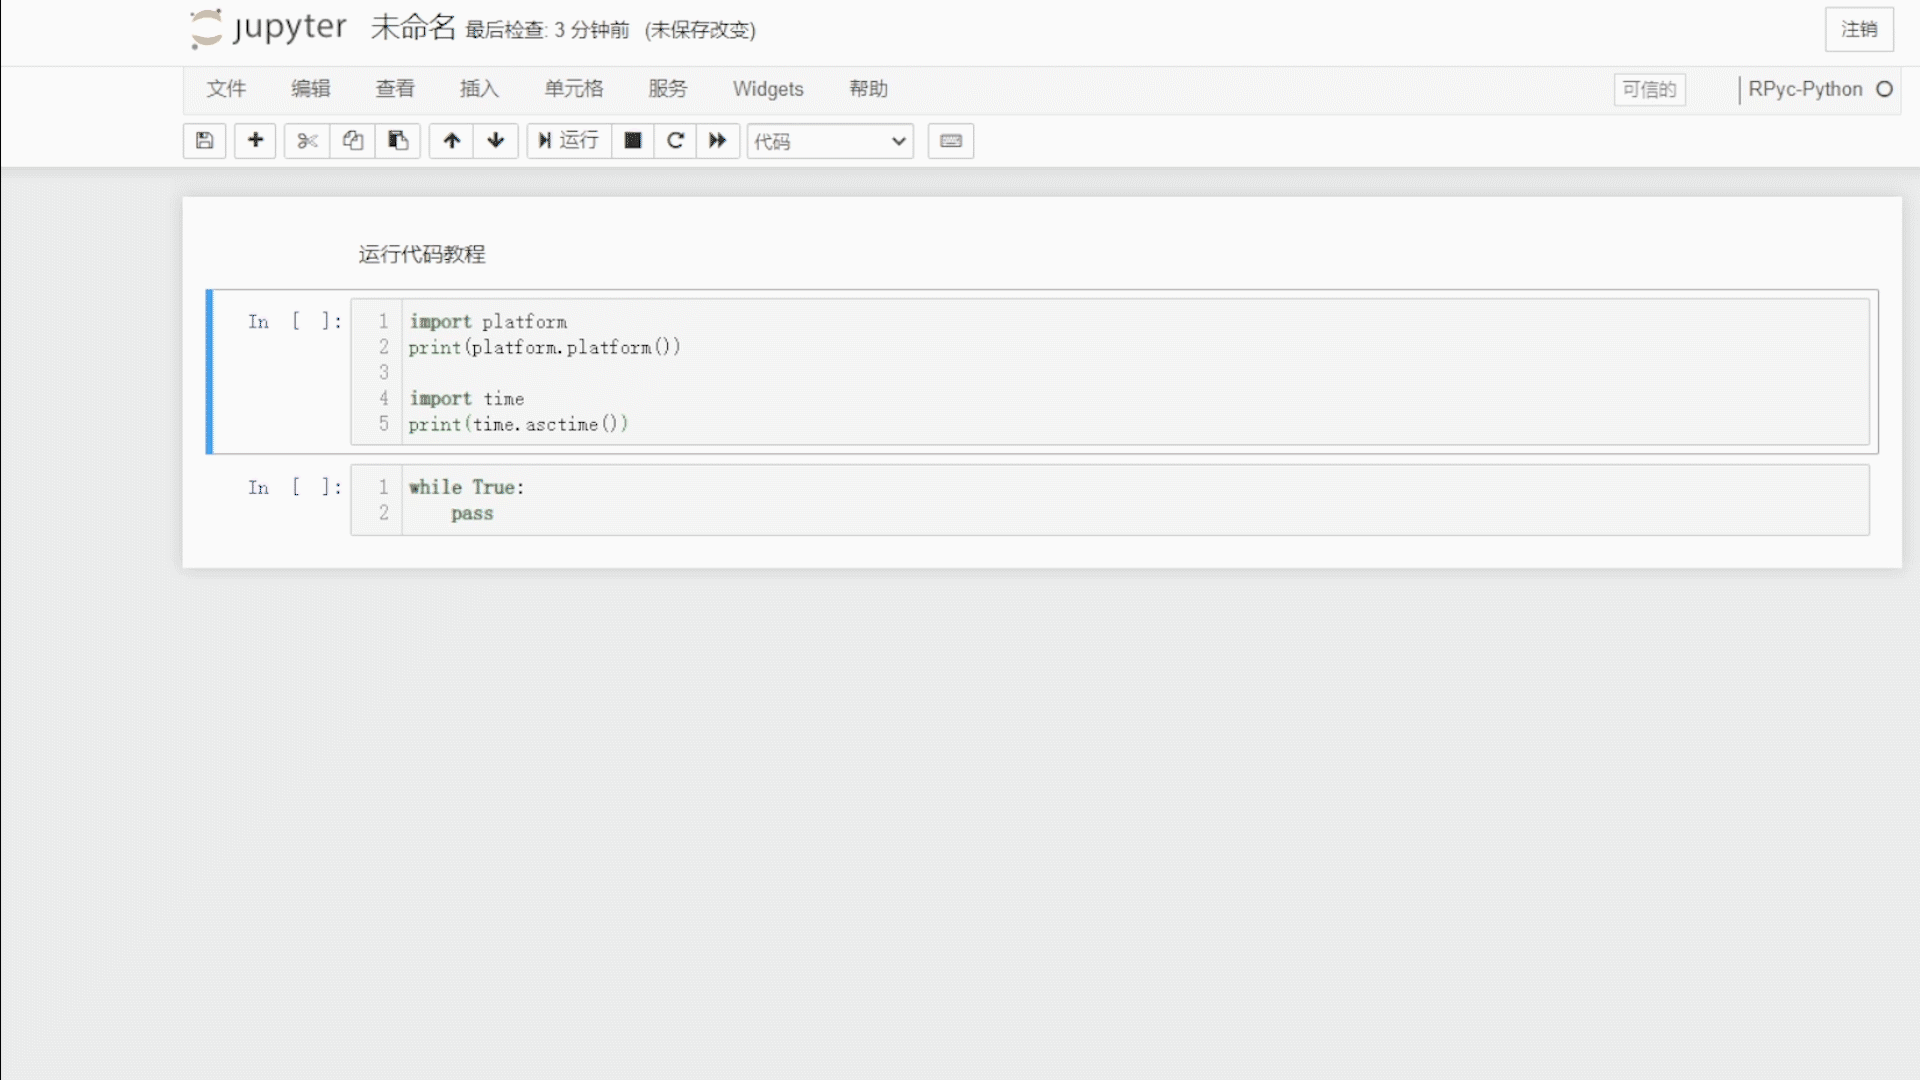 jupyter 未命名 最后检查: 3 分钟前 (未保存改变) 注销
文件 编辑 查看 插入 单元格 服务 Widgets 帮助 可信的 RPyc-Python
运行 代码
运行代码教程
In [ ]: 1 import platform
2 print(platform.platform())
3
4 import time
5 print(time.asctime())
In [ ]: 1 while True:
2 pass